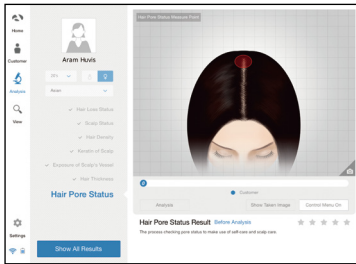 Home
Customer
Analysis
View
Settings
Aram Huvis
Asian
Hair Loss Status
Scalp Status
Hair Density
Keratin of Scalp
Exposure of Scalp's Vessel
Hair Thickness
Hair Pore Status
Show All Results
Hair Pore Status Measure Point
Customer
Analysis
Show Taken Image
Control Menu On
Hair Pore Status Result Before Analysis
The process checking pore status to make use of self-care and scalp care